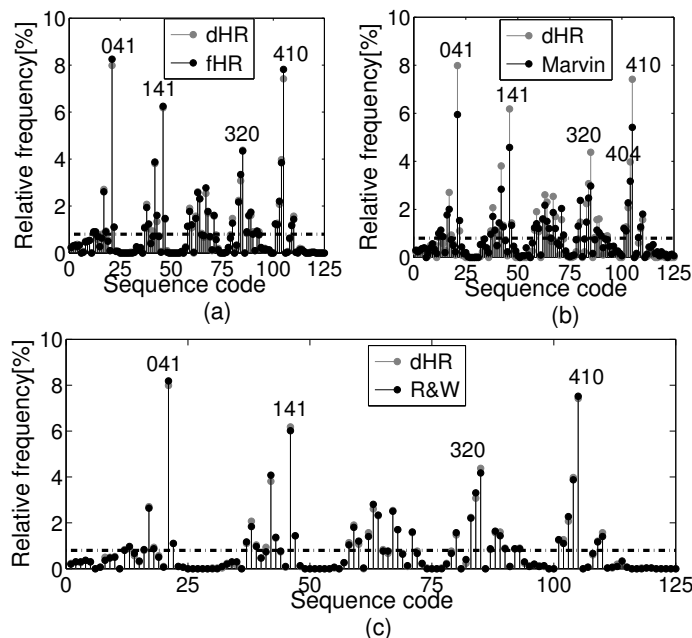 10
8
6
4
2
0
Relative frequency[%]
041
141
320
410
dHR
fHR
0 25 50 75 100 125
Sequence code
(a)
10
8
6
4
2
0
Relative frequency[%]
041
141
320
404
410
dHR
Marvin
0 25 50 75 100 125
Sequence code
(b)
10
8
6
4
2
0
Relative frequency[%]
041
141
320
410
dHR
R&W
0 25 50 75 100 125
Sequence code
(c)